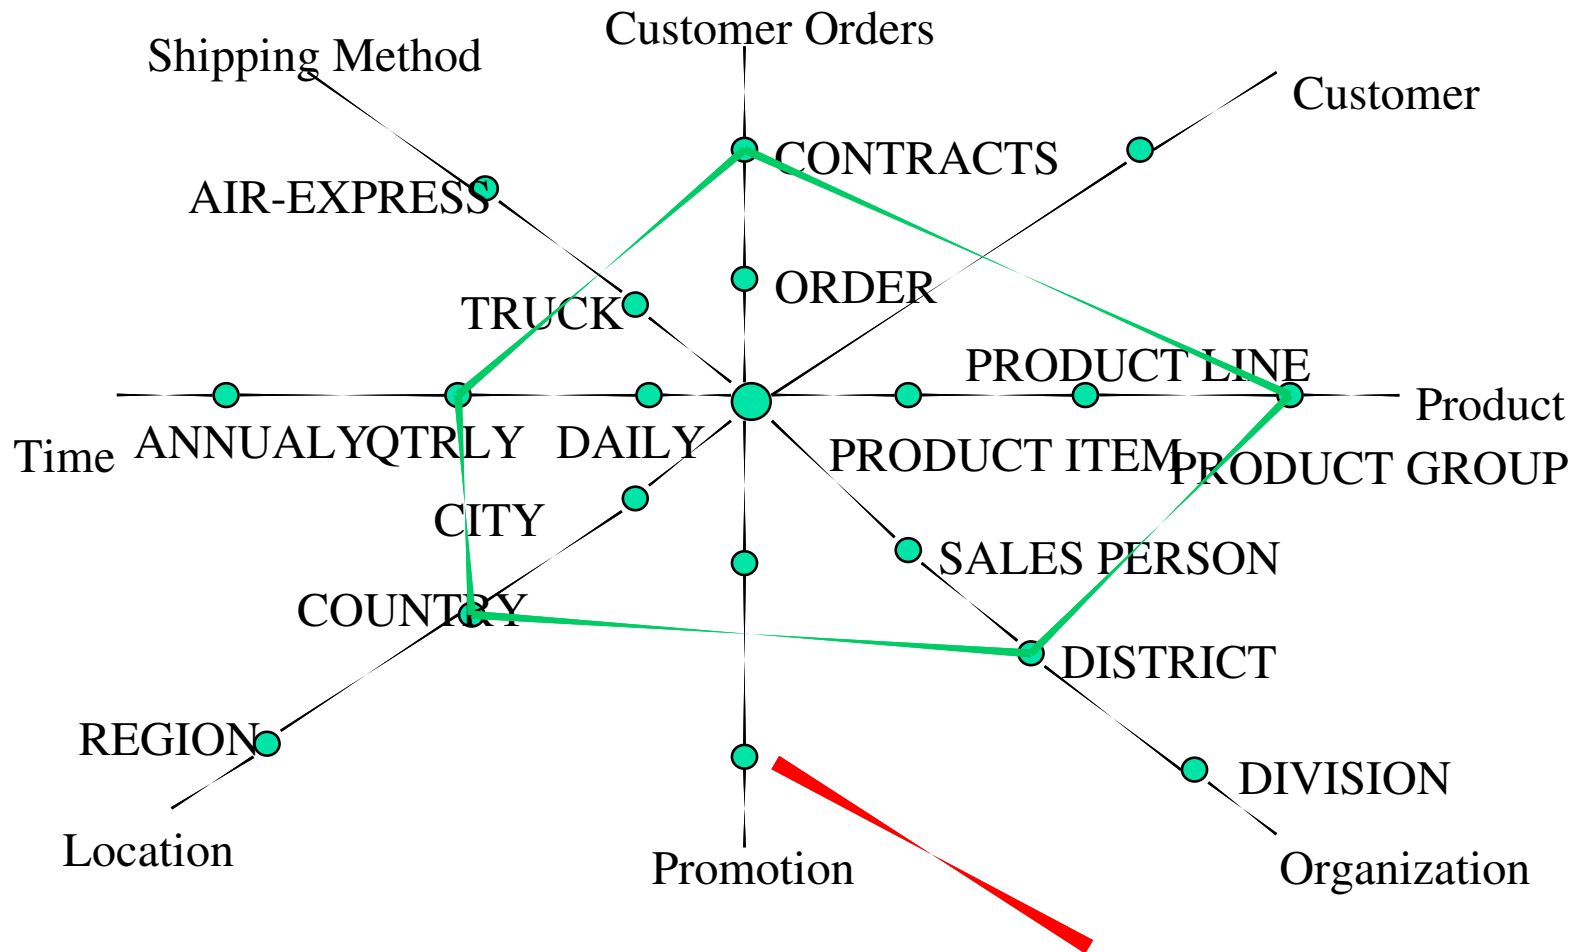 Customer Orders
Shipping Method
Customer
CONTRACTS
AIR-EXPRESS
ORDER
TRUCK
PRODUCT LINE
Product
Time
ANNUALY
QTRLY
DAILY
PRODUCT ITEM
PRODUCT GROUP
CITY
SALES PERSON
COUNTRY
DISTRICT
REGION
DIVISION
Location
Promotion
Organization